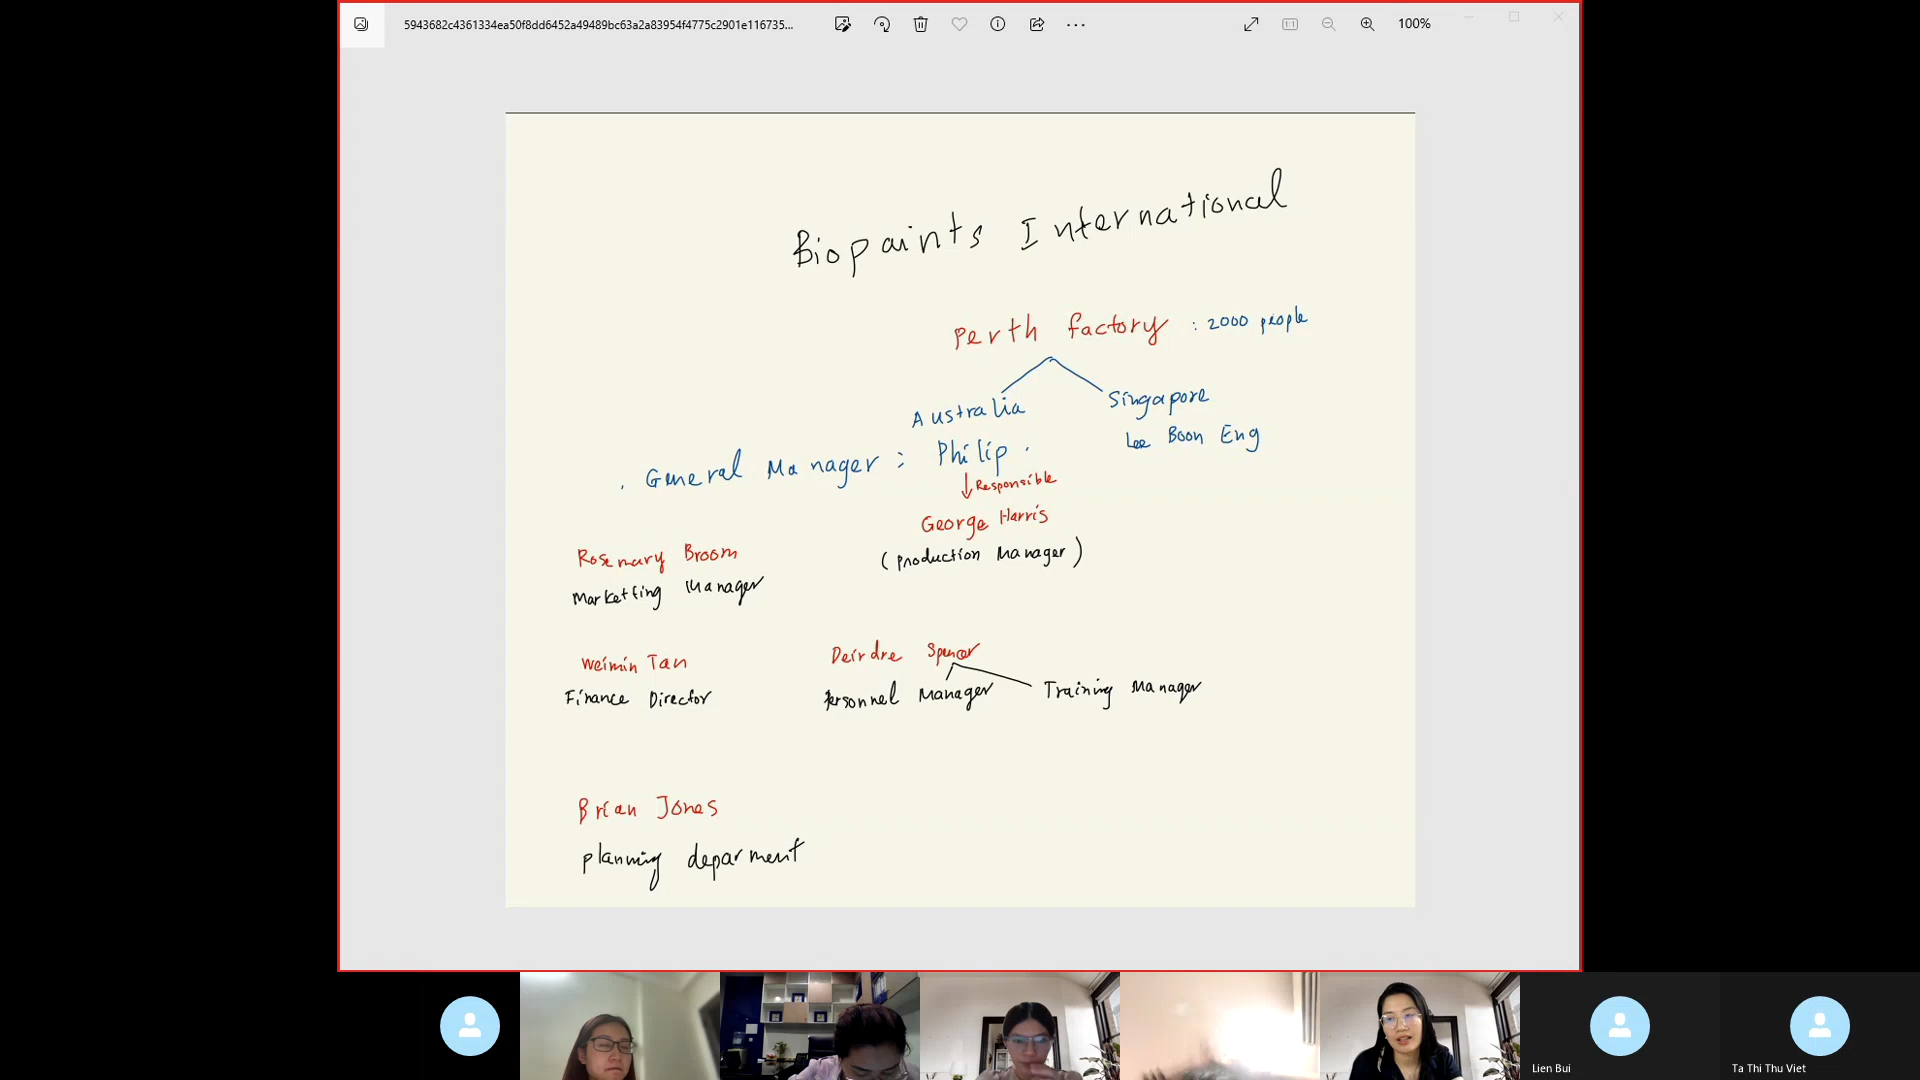 5943682c4361334ea50f8dd6452a49489bc63a2a83954f4775c2901e116735...
100%
Biopaints International
Perth factory : 2000 people
Australia
Singapore
Philip
Lee Boon Eng
General Manager :
Responsible
George Harris
(production Manager)
Rosemary Broom
Marketting Manager
Weimin Tan
Finance Director
Deirdre Spencer
Personnel Manager
Training Manager
Brian Jones
planning deparment
Lien Bui
Ta Thi Thu Viet